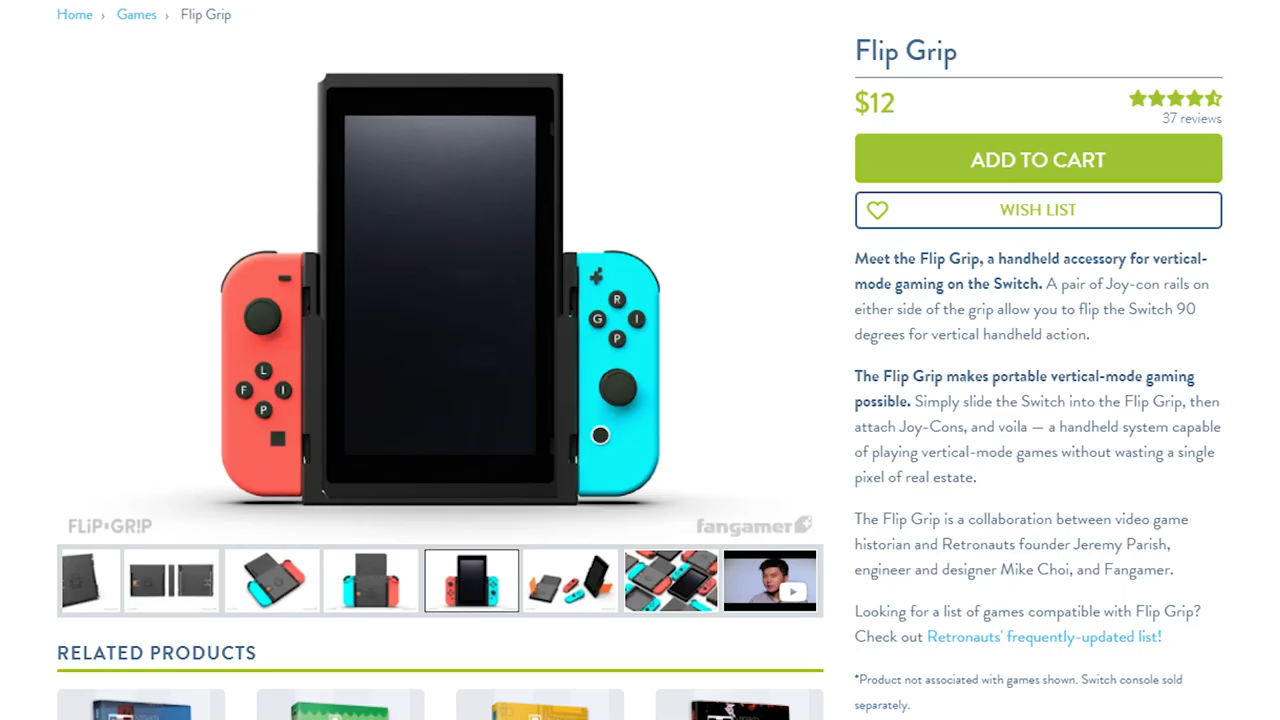 Home › Games › Flip Grip
Flip Grip
$12
37 reviews
ADD TO CART
WISH LIST
Meet the Flip Grip, a handheld accessory for vertical-
mode gaming on the Switch. A pair of Joy-con rails on
either side of the grip allow you to flip the Switch 90
degrees for vertical handheld action.
The Flip Grip makes portable vertical-mode gaming
possible. Simply slide the Switch into the Flip Grip, then
attach Joy-Cons, and voila — a handheld system capable
of playing vertical-mode games without wasting a single
pixel of real estate.
The Flip Grip is a collaboration between video game
historian and Retronauts founder Jeremy Parish,
engineer and designer Mike Choi, and Fangamer.
Looking for a list of games compatible with Flip Grip?
Check out Retronauts' frequently-updated list!
*Product not associated with games shown. Switch console sold
separately.
R
G I
P
L
F I
P
FLIP GRIP
fangamer
RELATED PRODUCTS